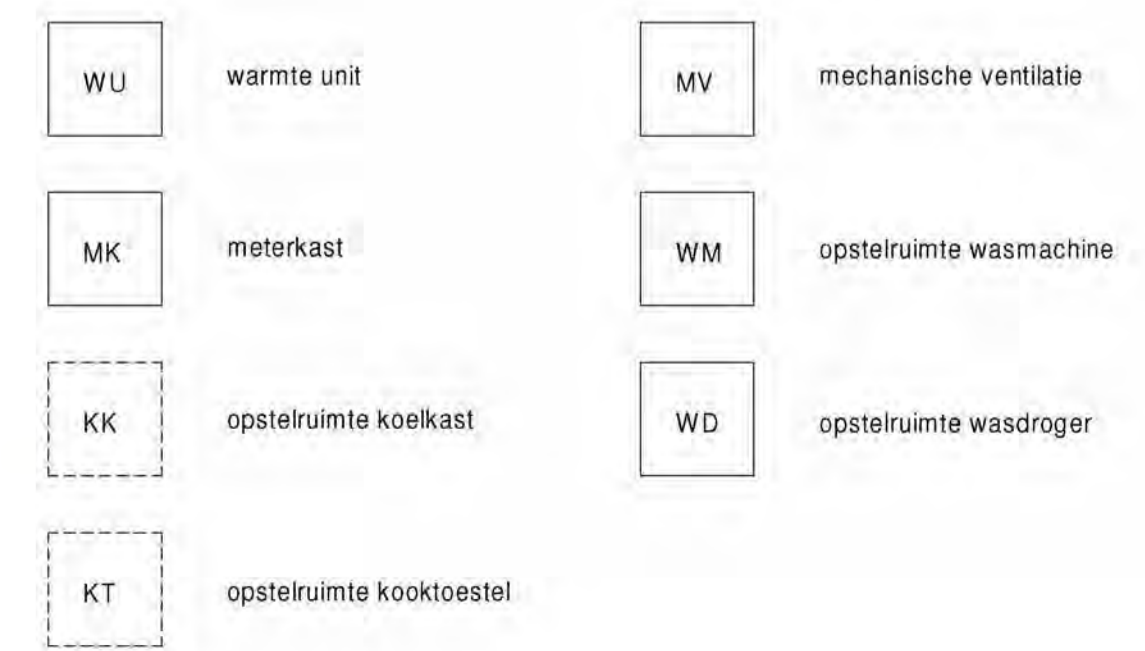 WU warmte unit
MK meterkast
KK opstelruimte koelkast
KT opstelruimte kooktoestel
MV mechanische ventilatie
WM opstelruimte wasmachine
WD opstelruimte wasdroger